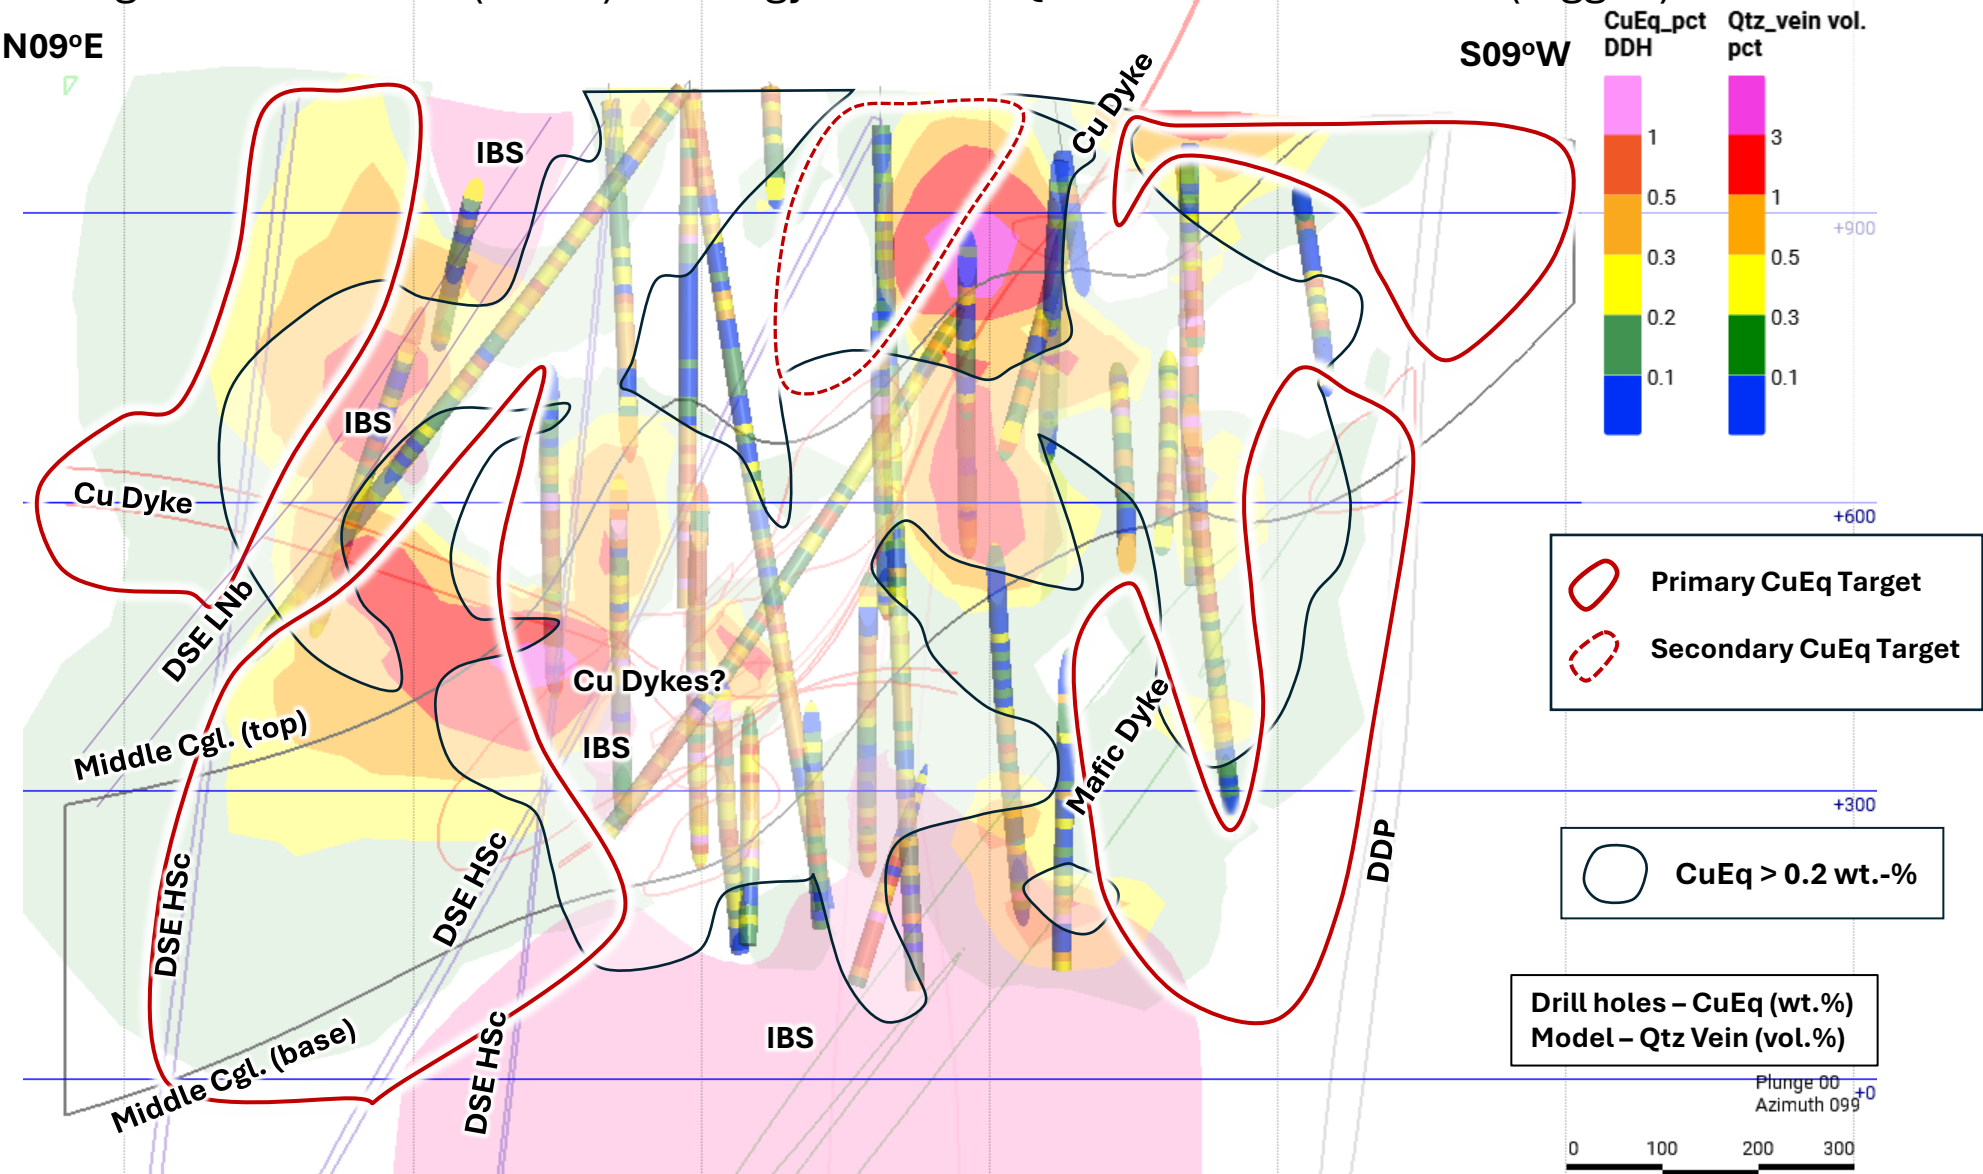 N09ºE
S09ºW
CuEq_pct
DDH
Qtz_vein vol.
pct
1
0.5
0.3
0.2
0.1
3
1
0.5
0.3
0.1
Cu Dyke
IBS
+900
IBS
Cu Dyke
+600
DSE LNb
Primary CuEq Target
Secondary CuEq Target
Cu Dykes?
Middle Cgl. (top)
IBS
Mafic Dyke
+300
DSE HSc
DSE HSc
DDP
CuEq > 0.2 wt.-%
Drill holes – CuEq (wt.%)
Model – Qtz Vein (vol.%)
IBS
Middle Cgl. (base)
DSE HSc
Plunge 00
Azimuth 099
+0
0 100 200 300